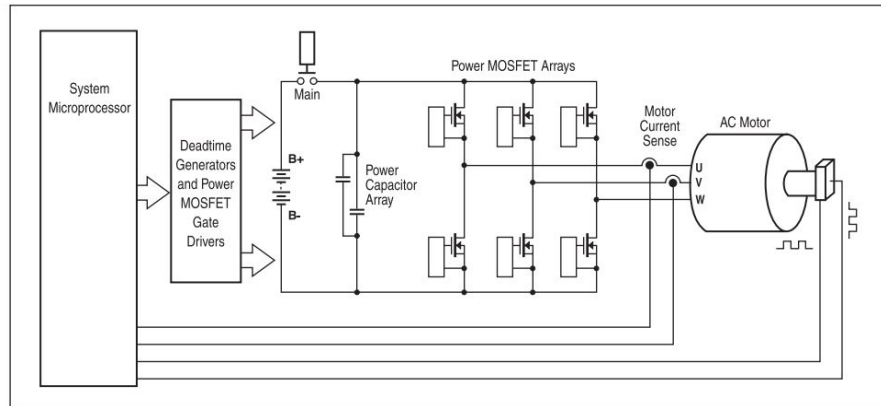 System
Microprocessor
Deadtime
Generators
and Power
MOSFET
Gate
Drivers
Main
B+
B-
Power
Capacitor
Array
Power MOSFET Arrays
Motor
Current
Sense
AC Motor
U
V
W